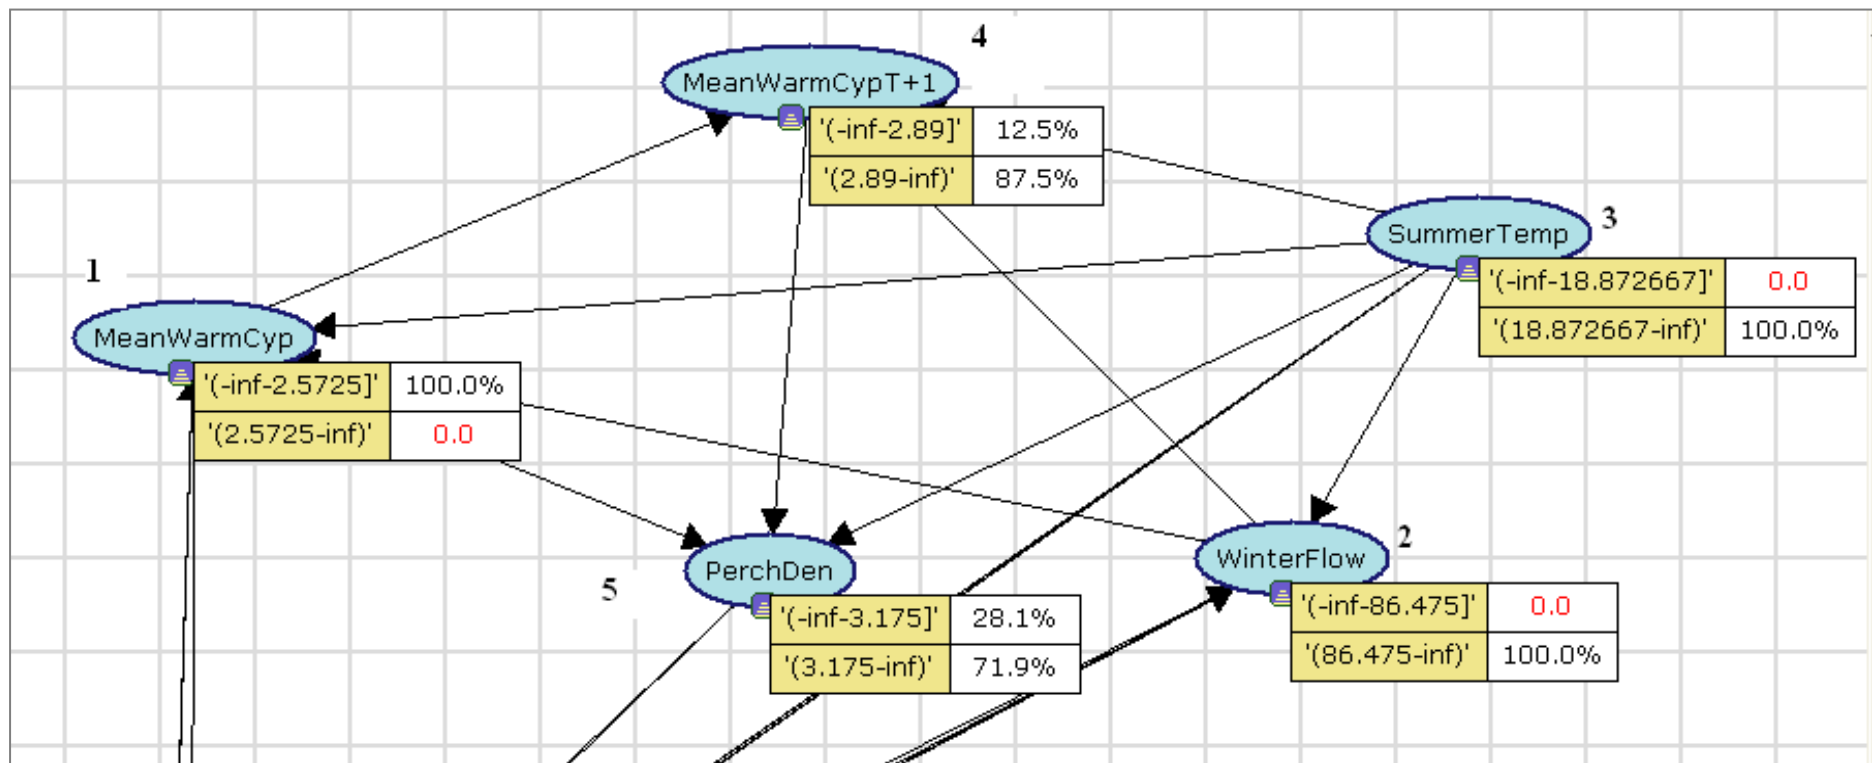 4
MeanWarmCypT+1
'(-inf-2.89]' 12.5%
'(2.89-inf)' 87.5%
3
SummerTemp
'(-inf-18.872667]' 0.0
'(18.872667-inf)' 100.0%
1
MeanWarmCyp
'(-inf-2.5725]' 100.0%
'(2.5725-inf)' 0.0
5
PerchDen
'(-inf-3.175]' 28.1%
'(3.175-inf)' 71.9%
2
WinterFlow
'(-inf-86.475]' 0.0
'(86.475-inf)' 100.0%